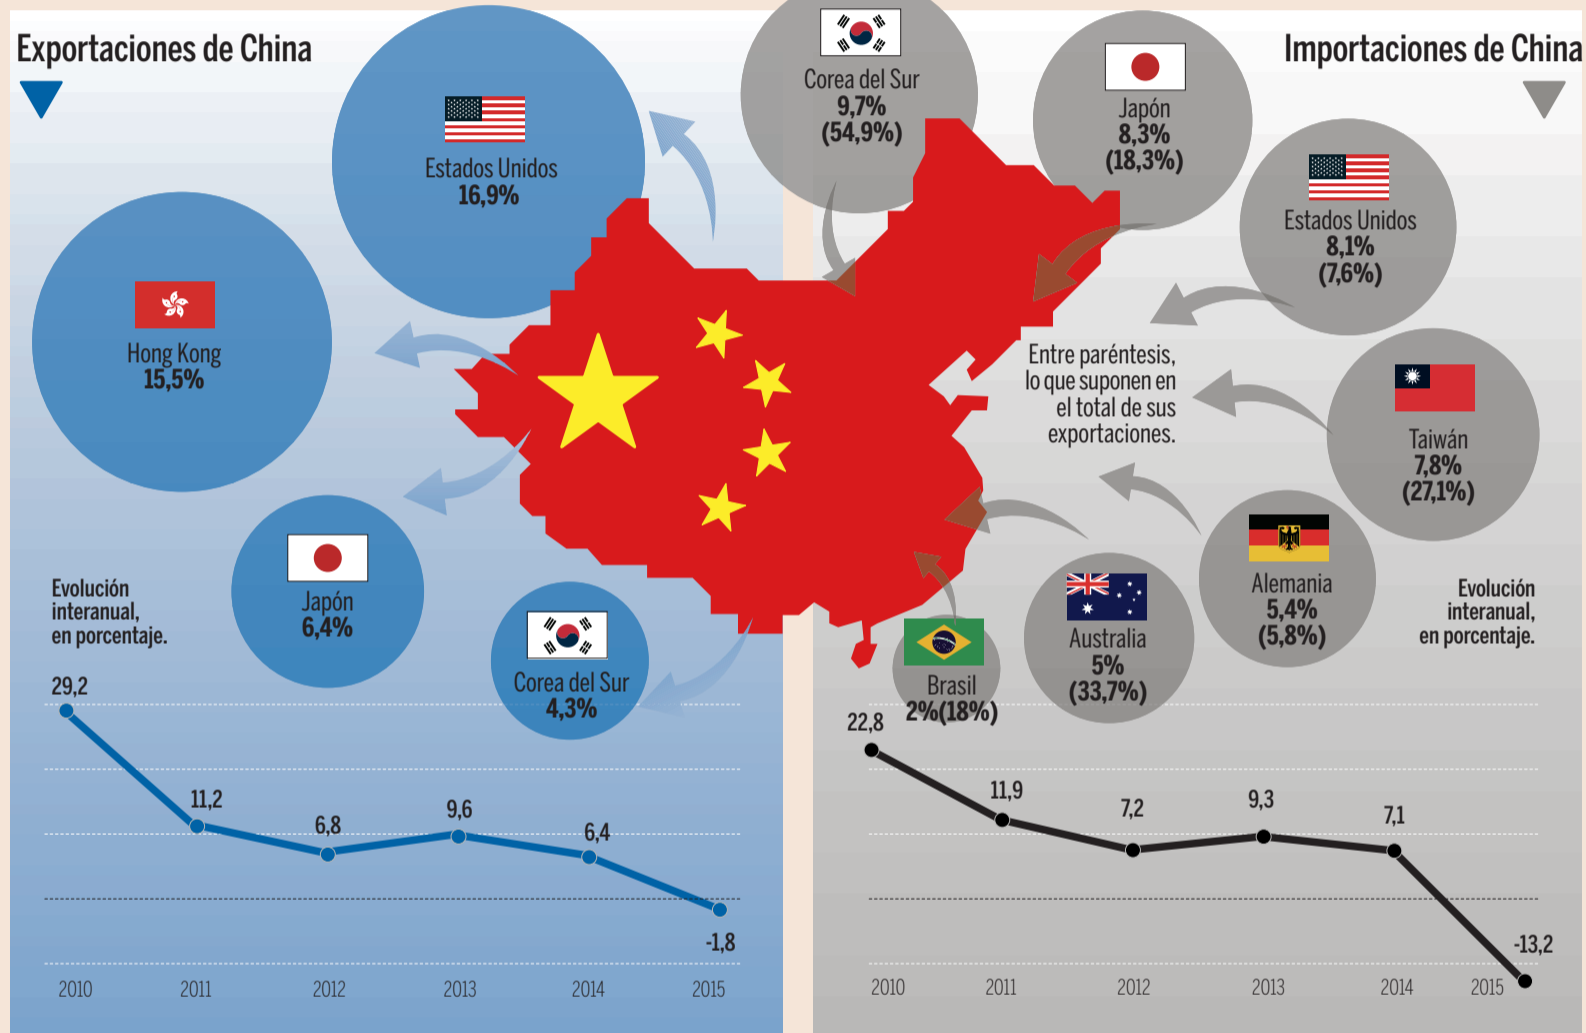 Exportaciones de China
Estados Unidos
16,9%
Hong Kong
15,5%
Japón
6,4%
Corea del Sur
4,3%
Evolución
interanual,
en porcentaje.
29,2
11,2
6,8
9,6
6,4
-1,8
2010
2011
2012
2013
2014
2015
Importaciones de China
Corea del Sur
9,7%
(54,9%)
Japón
8,3%
(18,3%)
Estados Unidos
8,1%
(7,6%)
Entre paréntesis,
lo que suponen en
el total de sus
exportaciones.
Taiwán
7,8%
(27,1%)
Alemania
5,4%
(5,8%)
Australia
5%
(33,7%)
Brasil
2%(18%)
Evolución
interanual,
en porcentaje.
22,8
11,9
7,2
9,3
7,1
-13,2
2010
2011
2012
2013
2014
2015